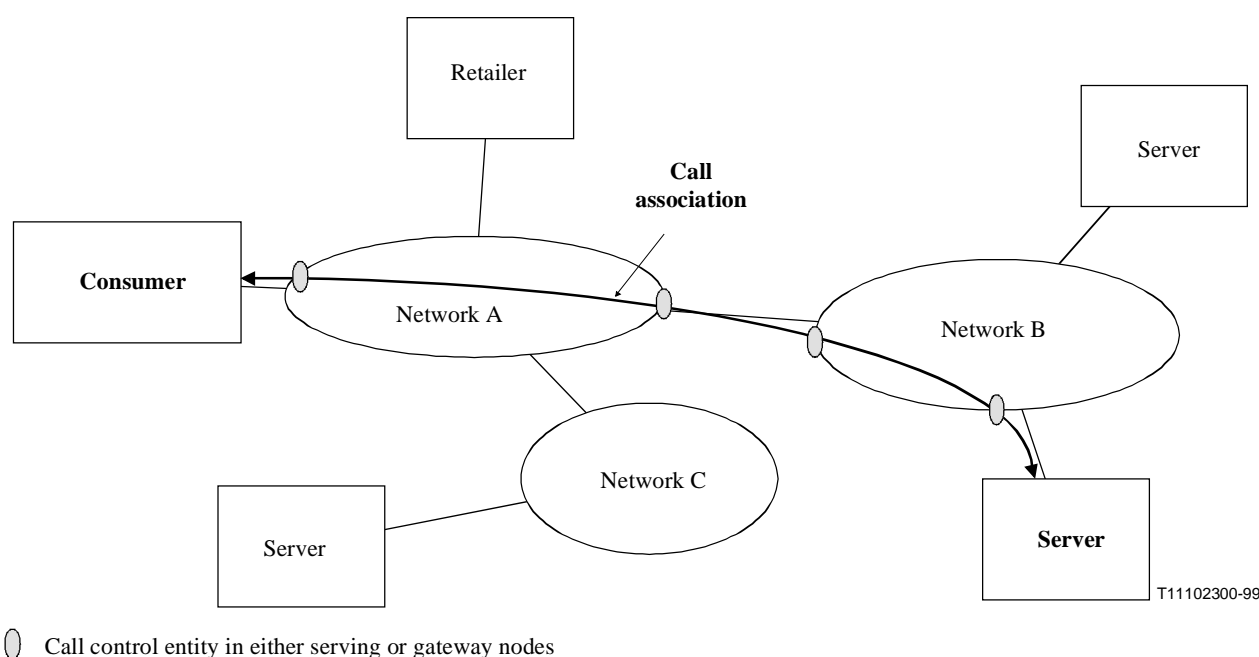 Retailer
Server
Call
association
Consumer
Network A
Network B
Network C
Server
Server
T11102300-99
Call control entity in either serving or gateway nodes